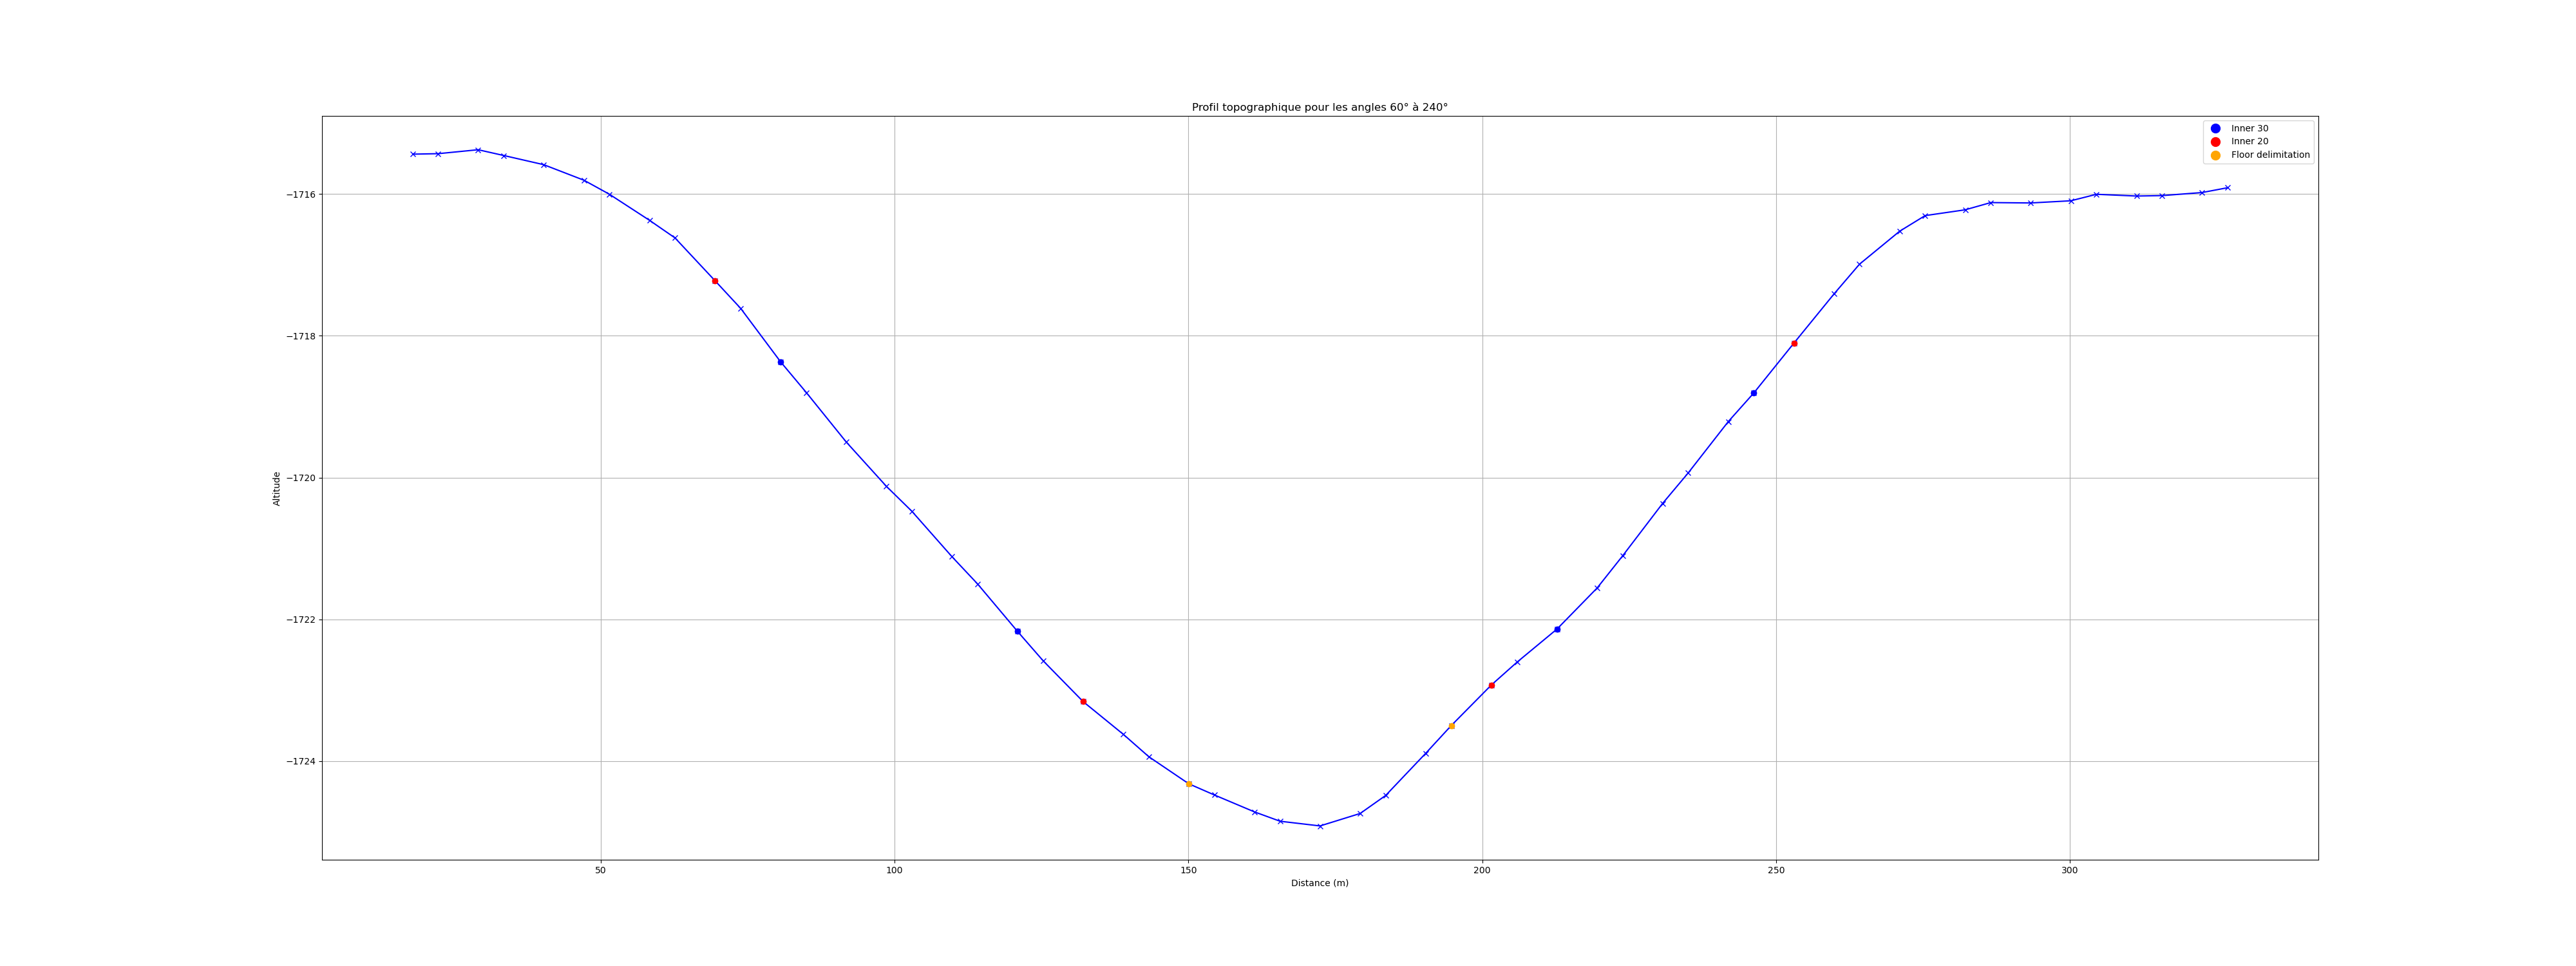 Profil topographique pour les angles 60° à 240°
Inner 30
Inner 20
Floor delimitation
−1716
−1718
−1720
−1722
−1724
Altitude
50
100
150
200
250
300
Distance (m)